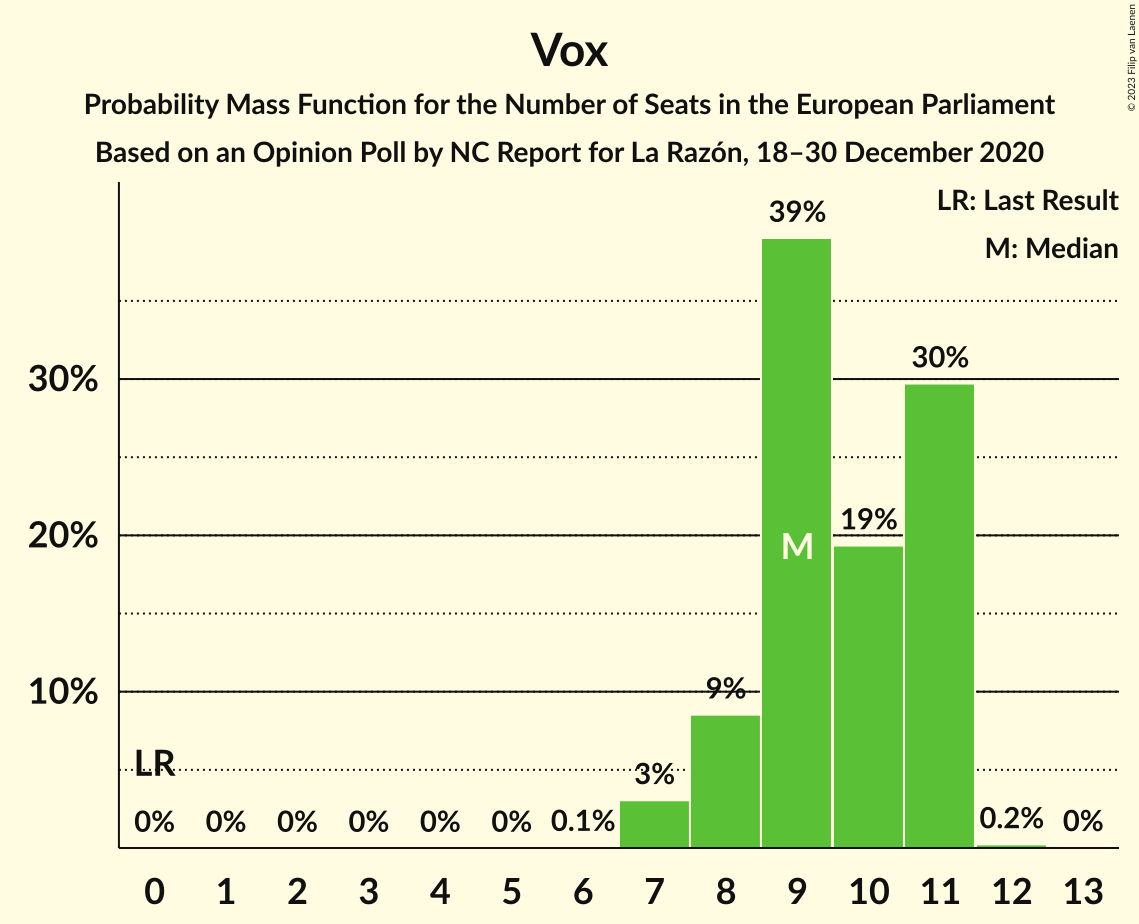 Vox
Probability Mass Function for the Number of Seats in the European Parliament
Based on an Opinion Poll by NC Report for La Razón, 18–30 December 2020
© 2023 Filip van Laenen
LR: Last Result
M: Median
39%
30%
30%
20%
19%
M
10%
9%
LR
3%
0% 0% 0% 0% 0% 0% 0.1% 0.2% 0%
0 1 2 3 4 5 6 7 8 9 10 11 12 13